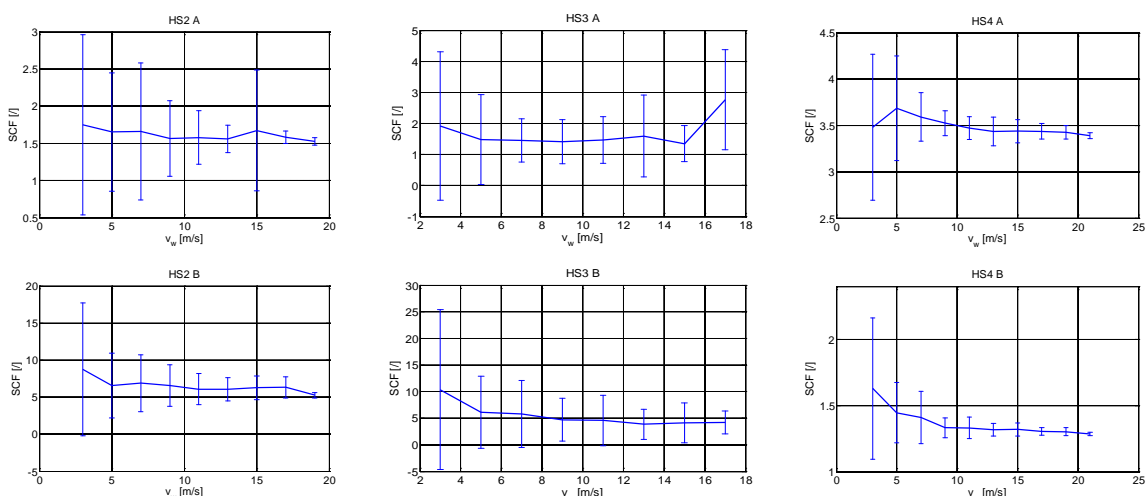 HS2 A
3
2.5
2
1.5
1
0.5
SCF [/]
0 5 10 15 20
v_w [m/s]
HS3 A
5
4
3
2
1
0
-1
SCF [/]
2 4 6 8 10 12 14 16 18
v_w [m/s]
HS4 A
4.5
4
3.5
3
2.5
SCF [/]
0 5 10 15 20 25
v_w [m/s]
HS2 B
20
15
10
5
0
-5
SCF [/]
0 5 10 15 20
v [m/s]
HS3 B
30
25
20
15
10
5
0
-5
SCF [/]
2 4 6 8 10 12 14 16 18
v [m/s]
HS4 B
2
1.5
1
SCF [/]
0 5 10 15 20 25
v [m/s]